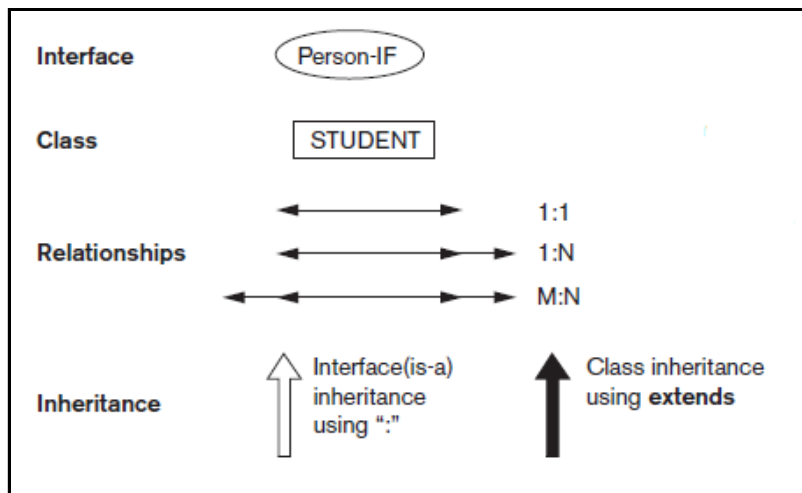 Interface
Person-IF
Class
STUDENT
1:1
Relationships
1:N
M:N
Inheritance
Interface(is-a)
inheritance
using “:”
Class inheritance
using extends